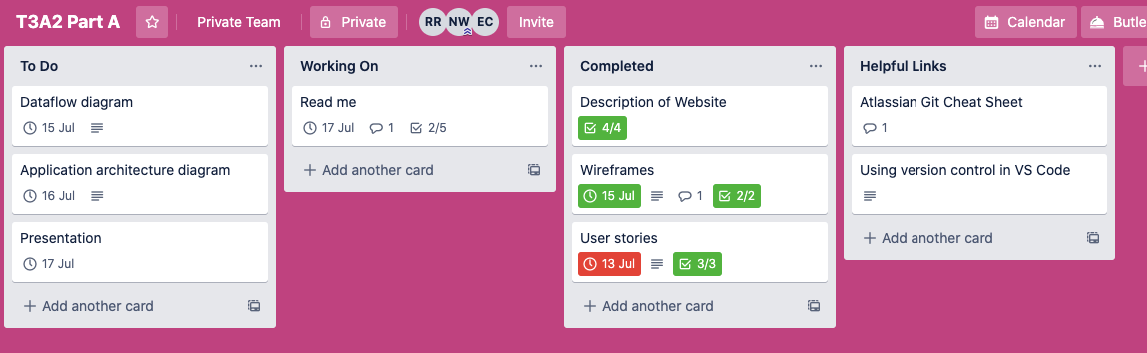 T3A2 Part A
Private Team
Private
RR NW EC
Invite
Calendar
Butle
To Do
Dataflow diagram
15 Jul
Application architecture diagram
16 Jul
Presentation
17 Jul
+ Add another card
Working On
Read me
17 Jul 1 2/5
+ Add another card
Completed
Description of Website
4/4
Wireframes
15 Jul 1 2/2
User stories
13 Jul 3/3
+ Add another card
Helpful Links
Atlassian Git Cheat Sheet
1
Using version control in VS Code
+ Add another card